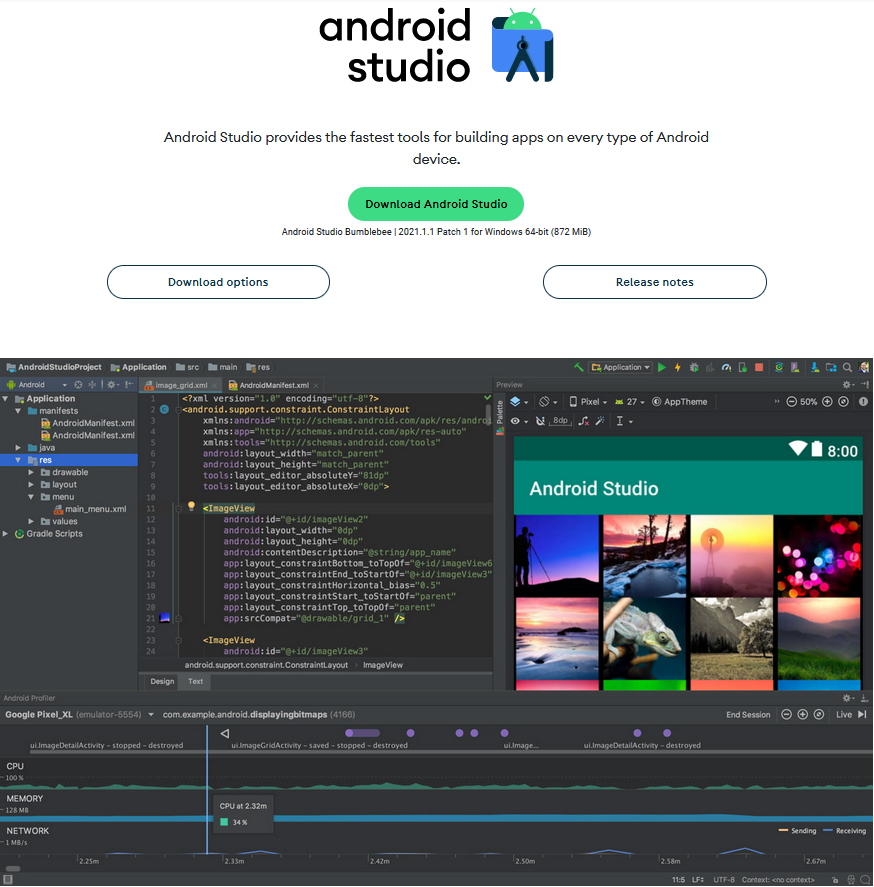 android
studio
Android Studio provides the fastest tools for building apps on every type of Android
device.
Download Android Studio
Android Studio Bumblebee | 2021.1.1 Patch 1 for Windows 64-bit (872 MiB)
Download options
Release notes
AndroidStudioProject Application src main res
Application
Android
image_grid.xml
AndroidManifest.xml
Preview
Application
manifests
AndroidManifest.xml
AndroidManifest.xml
java
res
drawable
layout
menu
main_menu.xml
values
Gradle Scripts
1 <?xml version="1.0" encoding="utf-8"?>
2 <android.support.constraint.ConstraintLayout
3 xmlns:android="http://schemas.android.com/apk/res/andro
4 xmlns:app="http://schemas.android.com/apk/res-auto"
5 xmlns:tools="http://schemas.android.com/tools"
6 android:layout_width="match_parent"
7 android:layout_height="match_parent"
8 tools:layout_editor_absoluteY="81dp"
9 tools:layout_editor_absoluteX="0dp">
10
11 <ImageView
12 android:id="@+id/imageView2"
13 android:layout_width="0dp"
14 android:layout_height="0dp"
15 android:contentDescription="@string/app_name"
16 app:layout_constraintBottom_toTopOf="@+id/imageView6
17 app:layout_constraintEnd_toStartOf="@+id/imageView3"
18 app:layout_constraintHorizontal_bias="0.5"
19 app:layout_constraintStart_toStartOf="parent"
20 app:layout_constraintTop_toTopOf="parent"
21 app:srcCompat="@drawable/grid_1" />
22
23 <ImageView
24 android:id="@+id/imageView3"
android.support.constraint.ConstraintLayout › ImageView
Design Text
Palette
Pixel 27 AppTheme 50%
8dp
8:00
Android Studio
Android Profiler
Google Pixel_XL (emulator-5554) com.example.android.displayingbitmaps (4166)
End Session Live
ui.ImageDetailActivity – stopped – destroyed
ui.ImageGridActivity – saved – stopped – destroyed
ui.Image...
ui.ImageDetailActivity – destroyed
CPU
100 %
MEMORY
128 MB
CPU at 2.32m
34 %
NETWORK
1 MB/s
Sending Receiving
2.25m 2.33m 2.42m 2.50m 2.58m 2.67m
11:5 LF÷ UTF-8 Context: <no context>